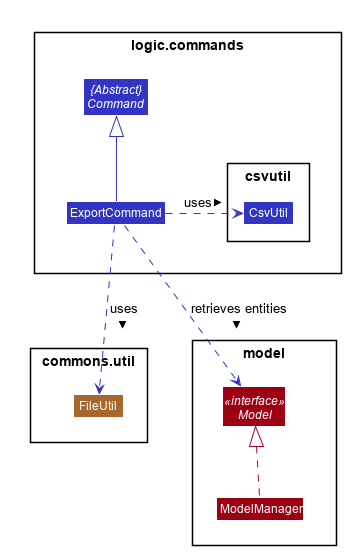 logic.commands
{Abstract}
Command
csvutil
ExportCommand
uses
CsvUtil
uses
retrieves entities
commons.util
model
FileUtil
«interface»
Model
ModelManager